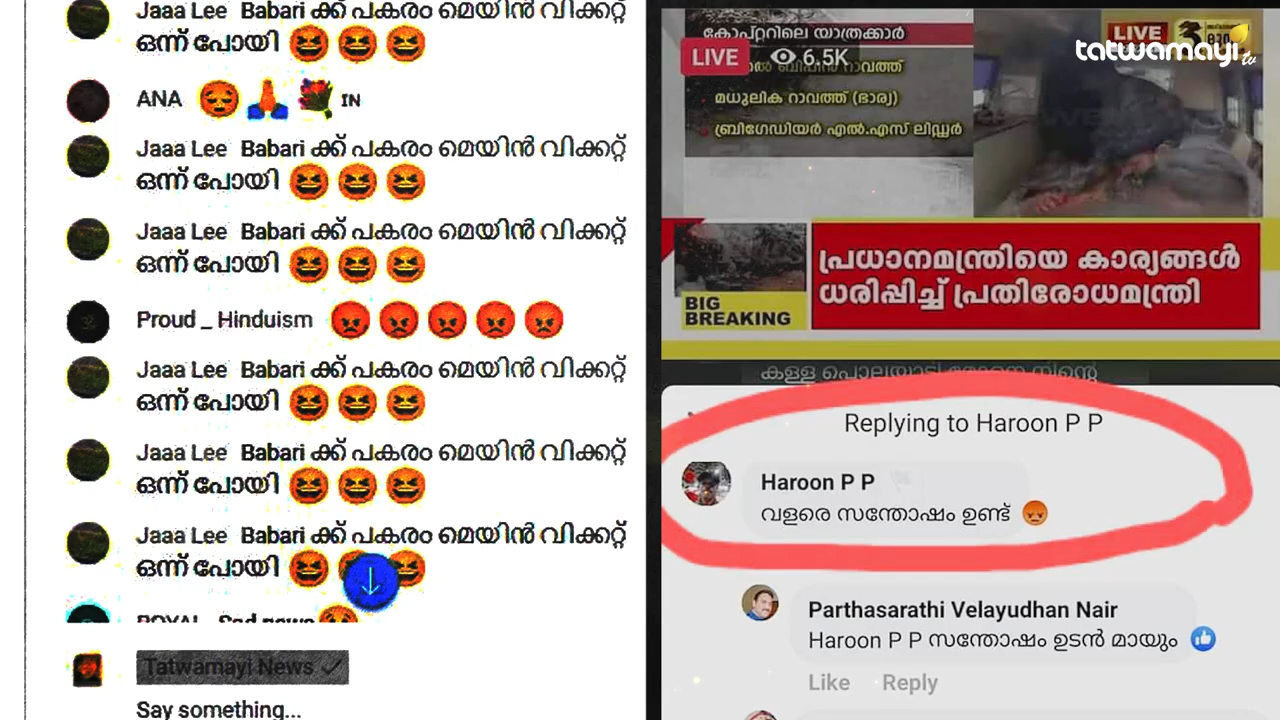 Jaaa Lee Babari ക്ക് പകരം മെയിൻ വിക്കറ്റ്
ഒന്ന് പോയി 😆 😆 😆
ANA 😔 🙏 💐 IN
Jaaa Lee Babari ക്ക് പകരം മെയിൻ വിക്കറ്റ്
ഒന്ന് പോയി 😆 😆 😆
Jaaa Lee Babari ക്ക് പകരം മെയിൻ വിക്കറ്റ്
ഒന്ന് പോയി 😆 😆 😆
Proud _ Hinduism 😡 😡 😡 😡 😡
Jaaa Lee Babari ക്ക് പകരം മെയിൻ വിക്കറ്റ്
ഒന്ന് പോയി 😆 😆 😆
Jaaa Lee Babari ക്ക് പകരം മെയിൻ വിക്കറ്റ്
ഒന്ന് പോയി 😆 😆 😆
Jaaa Lee Babari ക്ക് പകരം മെയിൻ വിക്കറ്റ്
ഒന്ന് പോയി 😆 😆 😆
Tatwamayi News ✓
Say something...
കോപ്റ്ററിലെ യാത്രക്കാർ
LIVE 6.5K
ബിപിൻ റാവത്ത്
മധുലിക റാവത്ത് (ഭാര്യ)
ബ്രിഗേഡിയർ എൽ.എസ് ലിഡ്ഡർ
LIVE
tatwamayi tv
പ്രധാനമന്ത്രിയെ കാര്യങ്ങൾ
ധരിപ്പിച്ച് പ്രതിരോധമന്ത്രി
BIG
BREAKING
Replying to Haroon P P
Haroon P P
വളരെ സന്തോഷം ഉണ്ട് 😡
Parthasarathi Velayudhan Nair
Haroon P P സന്തോഷം ഉടൻ മായും 👍
Like Reply